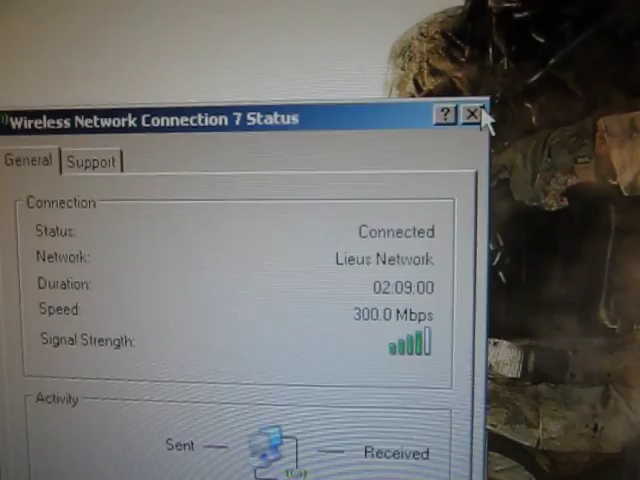 Wireless Network Connection 7 Status
General Support
Connection
Status: Connected
Network: Lieus Network
Duration: 02:09:00
Speed: 300.0 Mbps
Signal Strength:
Activity
Sent Received